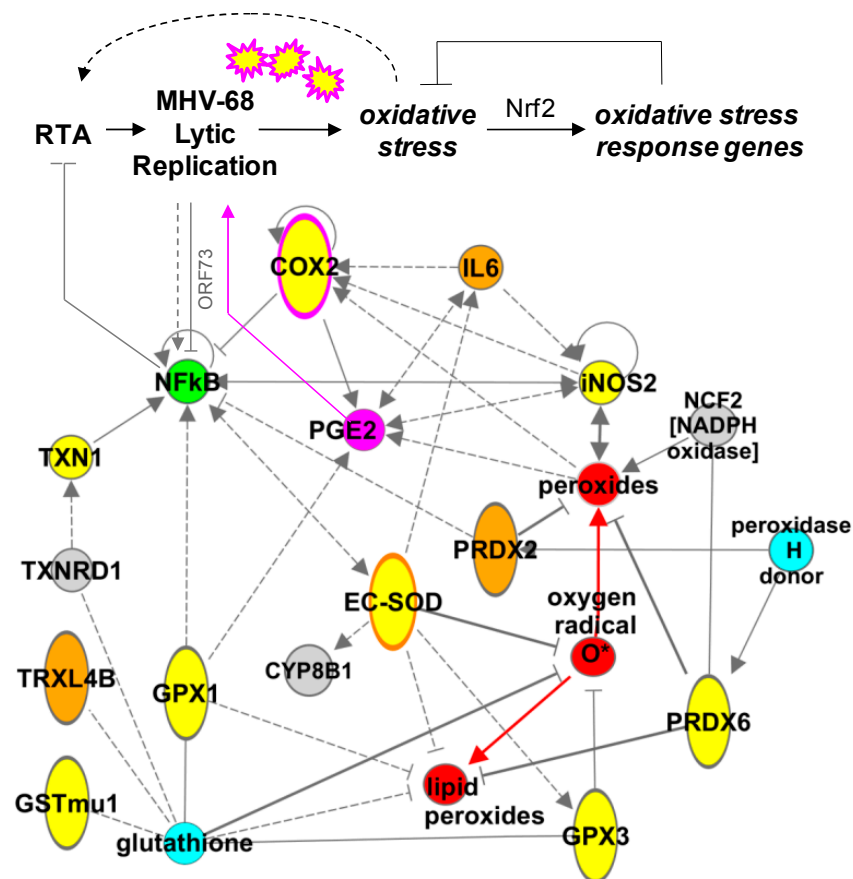 MHV-68
Lytic
Replication
RTA
oxidative
stress
Nrf2
oxidative stress
response genes
ORF73
COX2
IL6
NFkB
iNOS2
NCF2
[NADPH
oxidase]
PGE2
TXN1
peroxides
peroxidase
H
donor
PRDX2
TXNRD1
EC-SOD
oxygen
radical
O*
CYP8B1
TRXL4B
GPX1
PRDX6
lipid
peroxides
GSTmu1
glutathione
GPX3